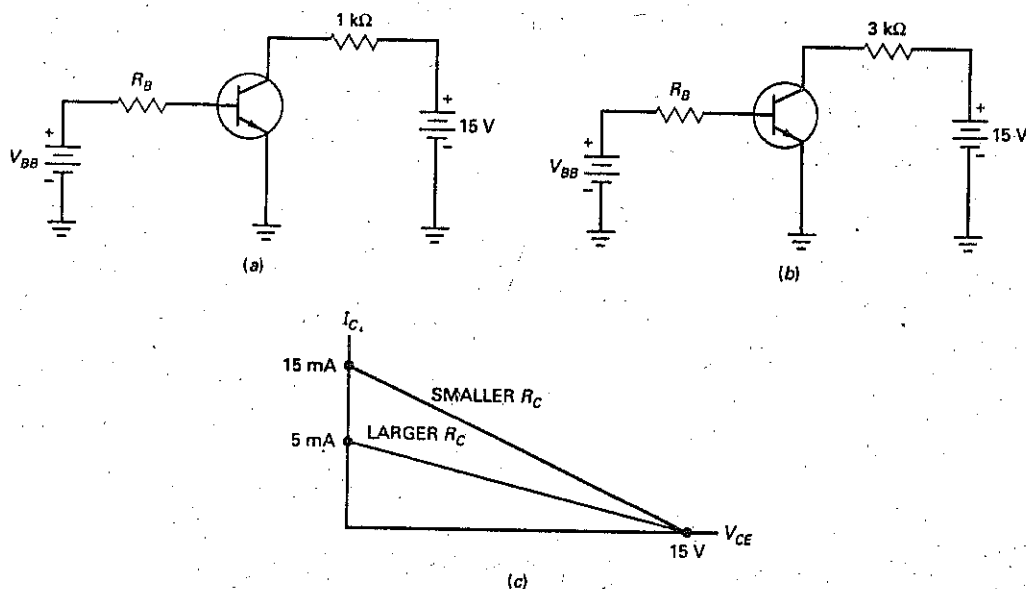 1 kΩ
R_B
+
+
15 V
V_BB
-
-
(a)
3 kΩ
R_B
+
+
15 V
V_BB
-
-
(b)
I_C
15 mA
SMALLER R_C
5 mA
LARGER R_C
V_CE
15 V
(c)